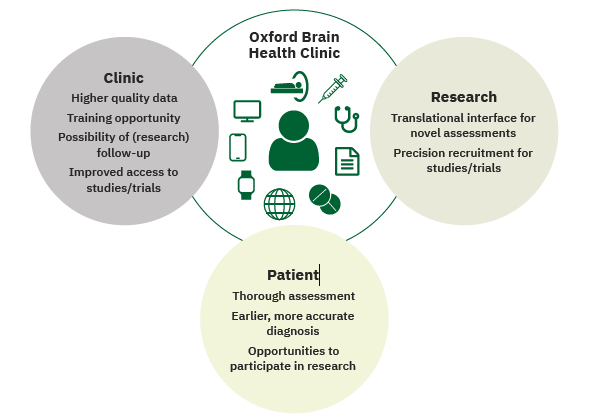 Oxford Brain
Health Clinic
Clinic
Higher quality data
Training opportunity
Possibility of (research)
follow-up
Improved access to
studies/trials
Research
Translational interface for
novel assessments
Precision recruitment for
studies/trials
Patient
Thorough assessment
Earlier, more accurate
diagnosis
Opportunities to
participate in research